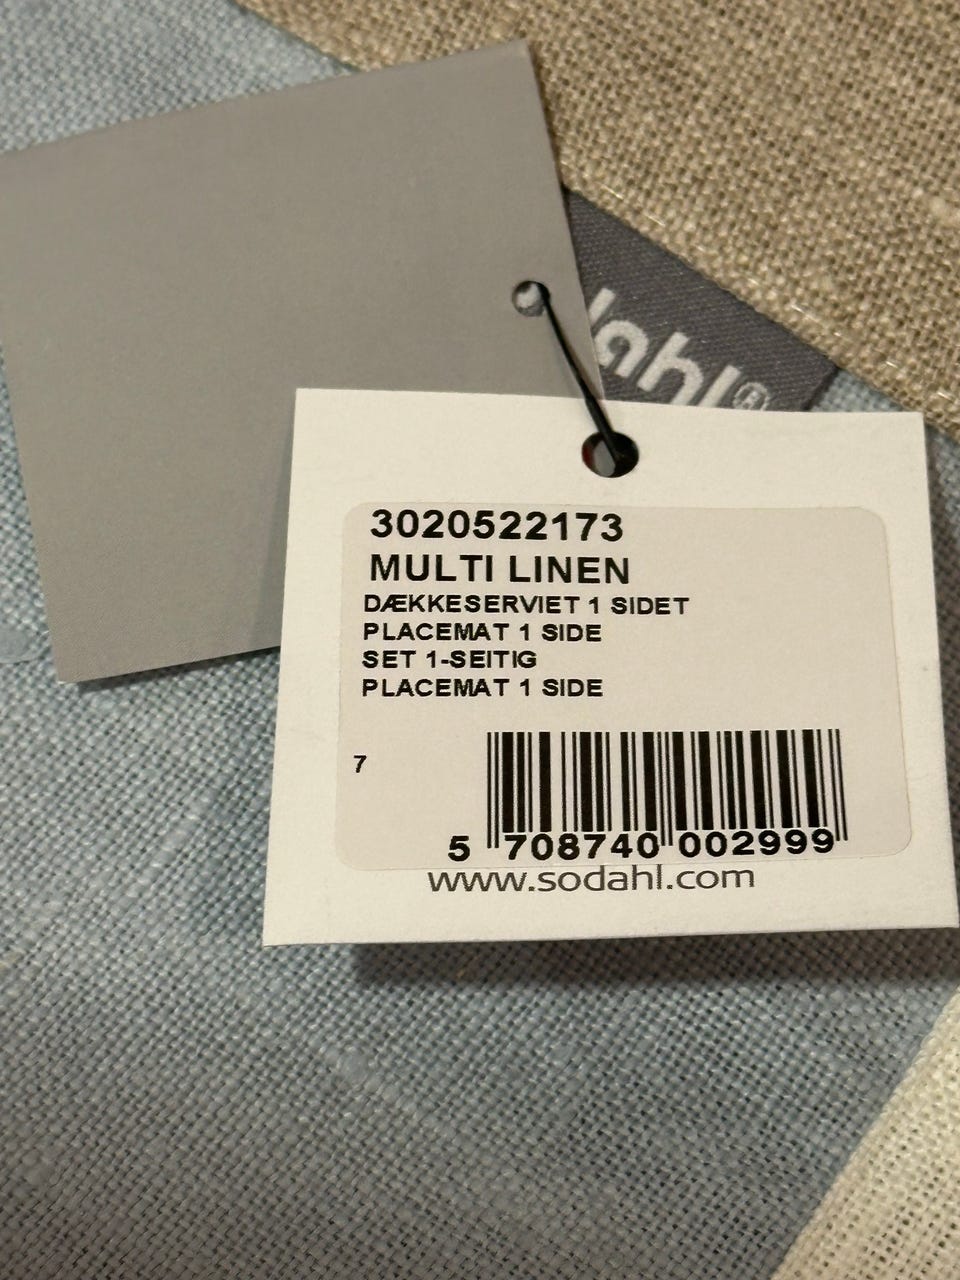 dahl®
3020522173
MULTI LINEN
DÆKKESERVIET 1 SIDET
PLACEMAT 1 SIDE
SET 1-SEITIG
PLACEMAT 1 SIDE
7
5 708740 002999
www.sodahl.com